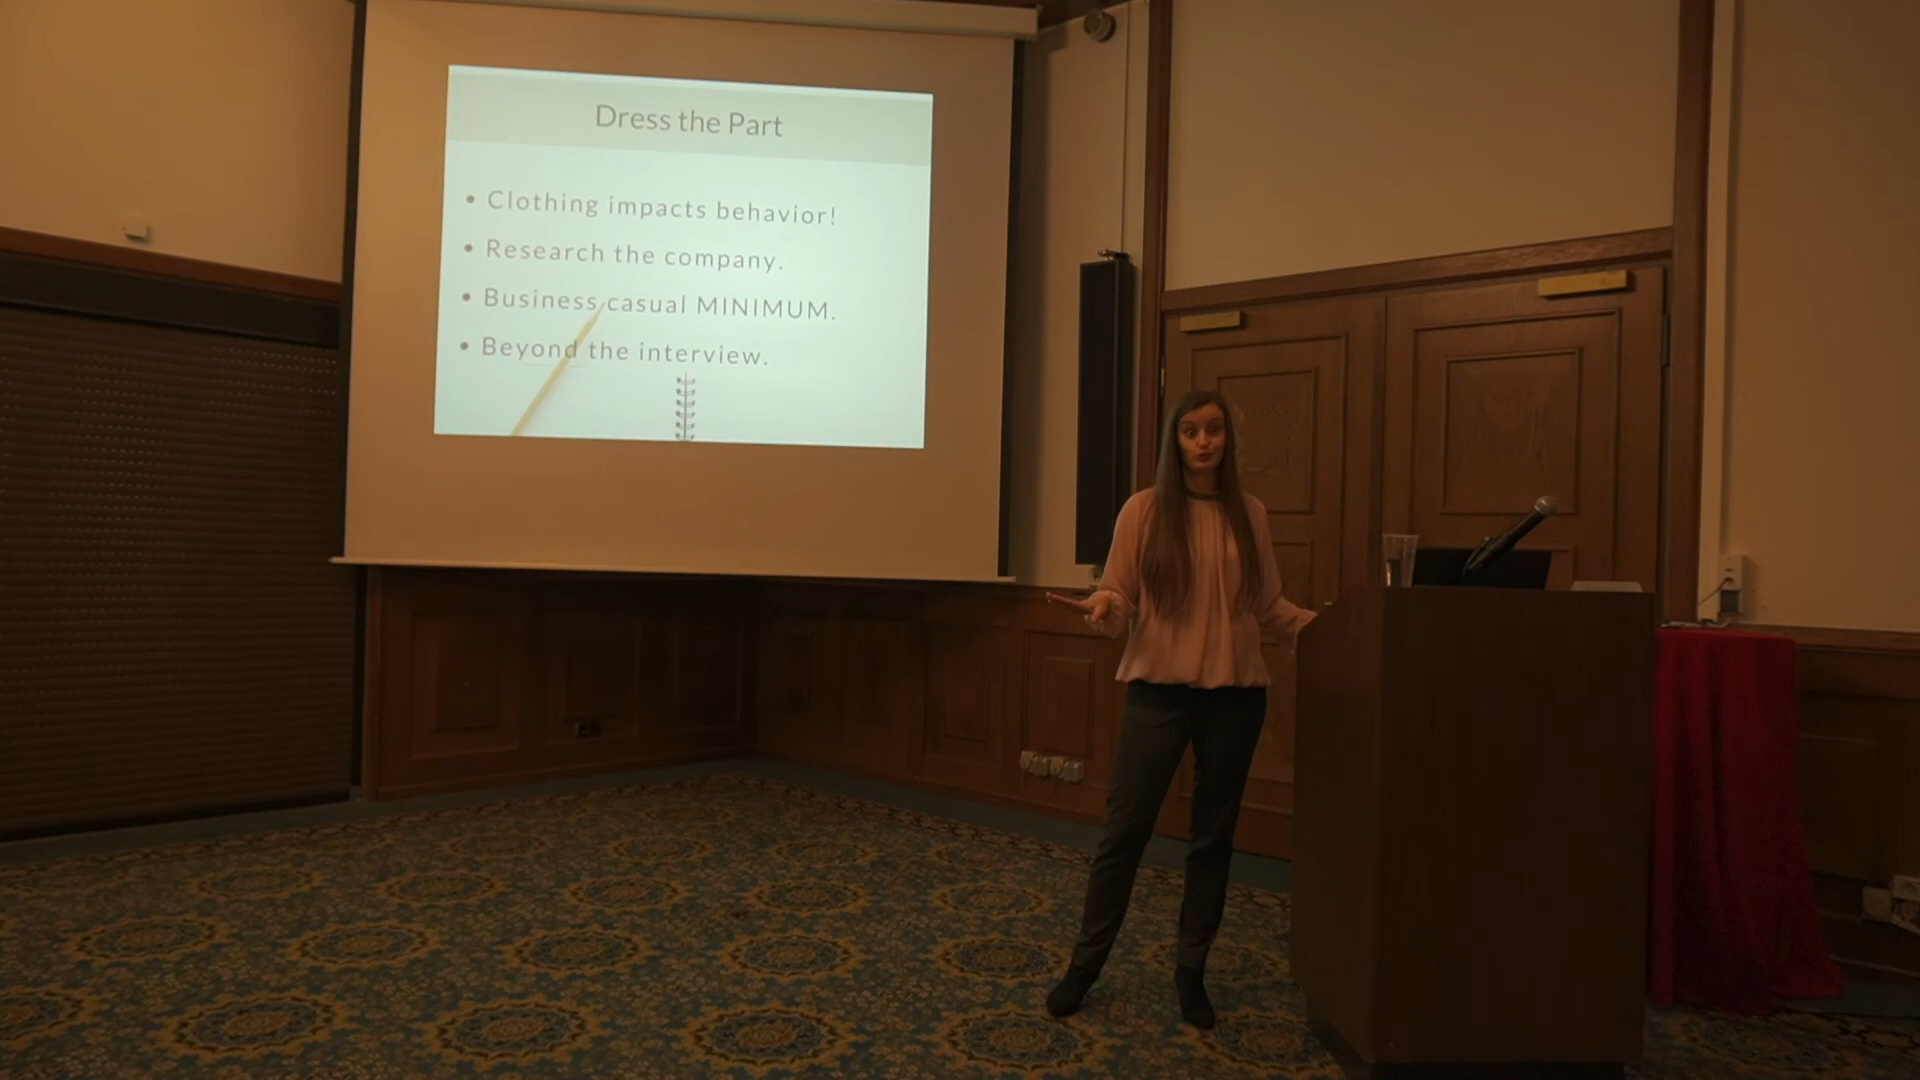 Dress the Part
• Clothing impacts behavior!
• Research the company.
• Business casual MINIMUM.
• Beyond the interview.